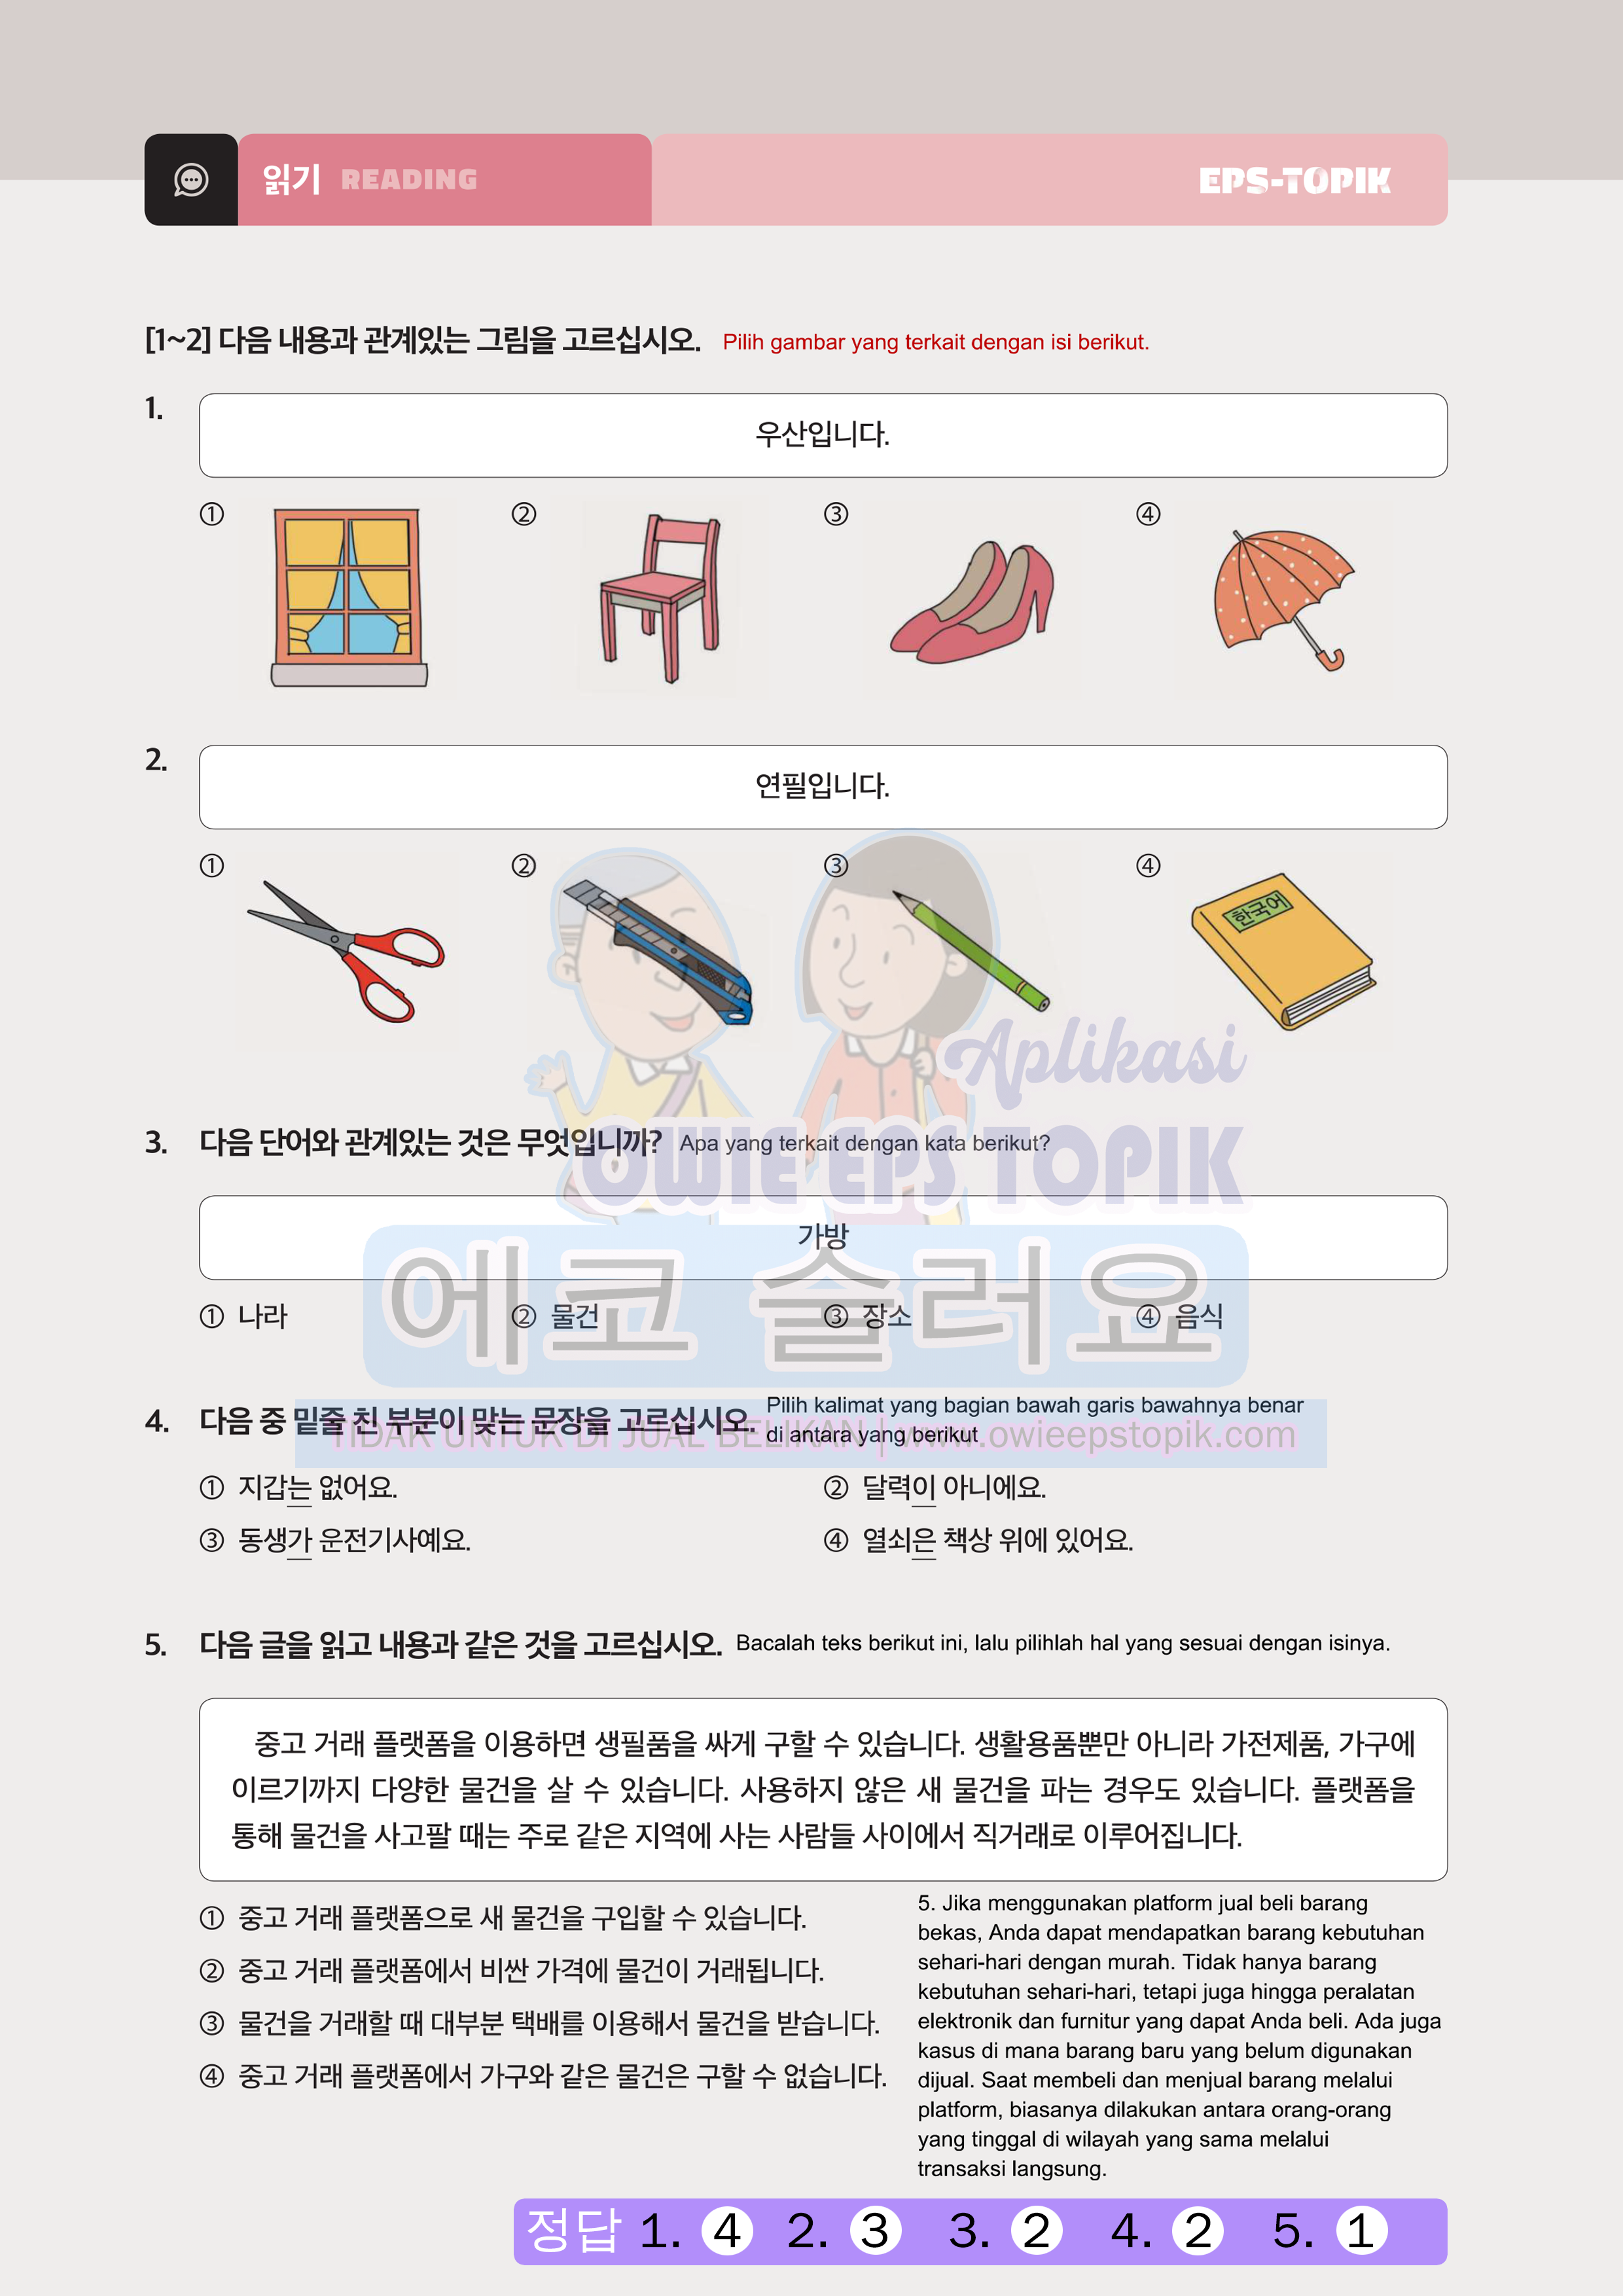 읽기 READING
EPS-TOPIK
[1~2] 다음 내용과 관계있는 그림을 고르십시오. Pilih gambar yang terkait dengan isi berikut.
1.
우산입니다.
① ② ③ ④
2.
연필입니다.
① ② ③ ④
한국어
Aplikasi
3. 다음 단어와 관계있는 것은 무엇입니까? Apa yang terkait dengan kata berikut?
OWIE EPS TOPIK
가방
에코 슬러요
① 나라 ② 물건 ③ 장소 ④ 음식
4. 다음 중 밑줄 친 부분이 맞는 문장을 고르십시오. Pilih kalimat yang bagian bawah garis bawahnya benar
di antara yang berikut
TIDAK UNTUK DI JUAL BELIKAN | www.owieepstopik.com
① 지갑는 없어요. ② 달력이 아니에요.
③ 동생가 운전기사예요. ④ 열쇠은 책상 위에 있어요.
5. 다음 글을 읽고 내용과 같은 것을 고르십시오. Bacalah teks berikut ini, lalu pilihlah hal yang sesuai dengan isinya.
중고 거래 플랫폼을 이용하면 생필품을 싸게 구할 수 있습니다. 생활용품뿐만 아니라 가전제품, 가구에
이르기까지 다양한 물건을 살 수 있습니다. 사용하지 않은 새 물건을 파는 경우도 있습니다. 플랫폼을
통해 물건을 사고팔 때는 주로 같은 지역에 사는 사람들 사이에서 직거래로 이루어집니다.
① 중고 거래 플랫폼으로 새 물건을 구입할 수 있습니다.
② 중고 거래 플랫폼에서 비싼 가격에 물건이 거래됩니다.
③ 물건을 거래할 때 대부분 택배를 이용해서 물건을 받습니다.
④ 중고 거래 플랫폼에서 가구와 같은 물건은 구할 수 없습니다.
5. Jika menggunakan platform jual beli barang
bekas, Anda dapat mendapatkan barang kebutuhan
sehari-hari dengan murah. Tidak hanya barang
kebutuhan sehari-hari, tetapi juga hingga peralatan
elektronik dan furnitur yang dapat Anda beli. Ada juga
kasus di mana barang baru yang belum digunakan
dijual. Saat membeli dan menjual barang melalui
platform, biasanya dilakukan antara orang-orang
yang tinggal di wilayah yang sama melalui
transaksi langsung.
정답 1. 4 2. 3 3. 2 4. 2 5. 1